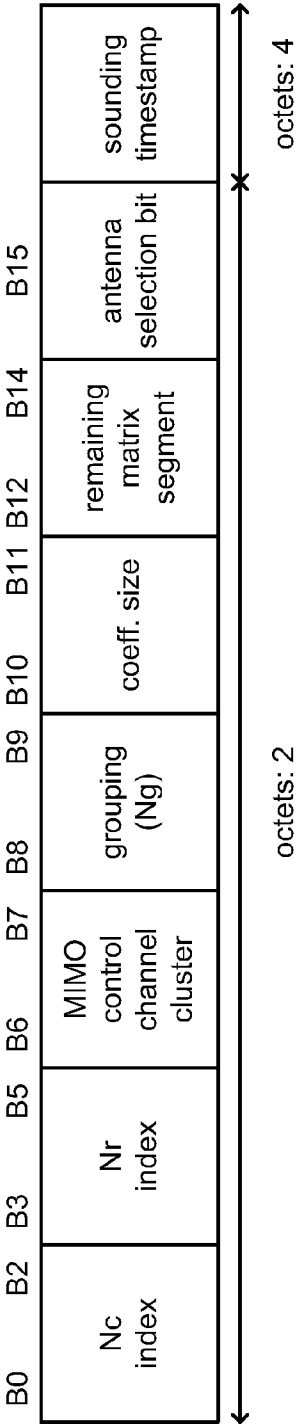 B0 B2 B3 B5 B6 B7 B8 B9 B10 B11 B12 B14 B15
Nc
index
Nr
index
MIMO
control
channel
cluster
grouping
(Ng)
coeff. size
remaining
matrix
segment
antenna
selection bit
sounding
timestamp
octets: 2
octets: 4